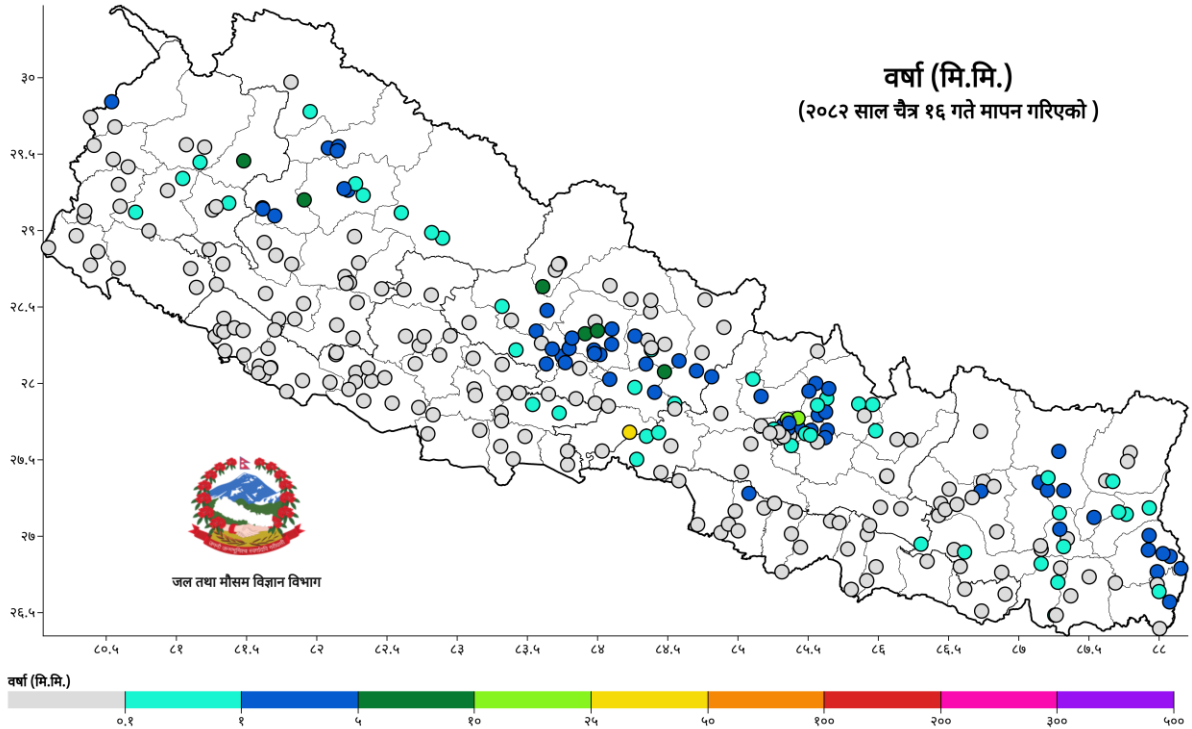 वर्षा (मि.मि.)
(२०८२ साल चैत्र १६ गते मापन गरिएको )
३०
२९.५
२९
२८.५
२८
२७.५
२७
२६.५
जल तथा मौसम विज्ञान विभाग
८०.५ ८१ ८१.५ ८२ ८२.५ ८३ ८३.५ ८४ ८४.५ ८५ ८५.५ ८६ ८६.५ ८७ ८७.५ ८८
वर्षा (मि.मि.)
०.१ १ ५ १० २५ ५० १०० २०० ३०० ५००